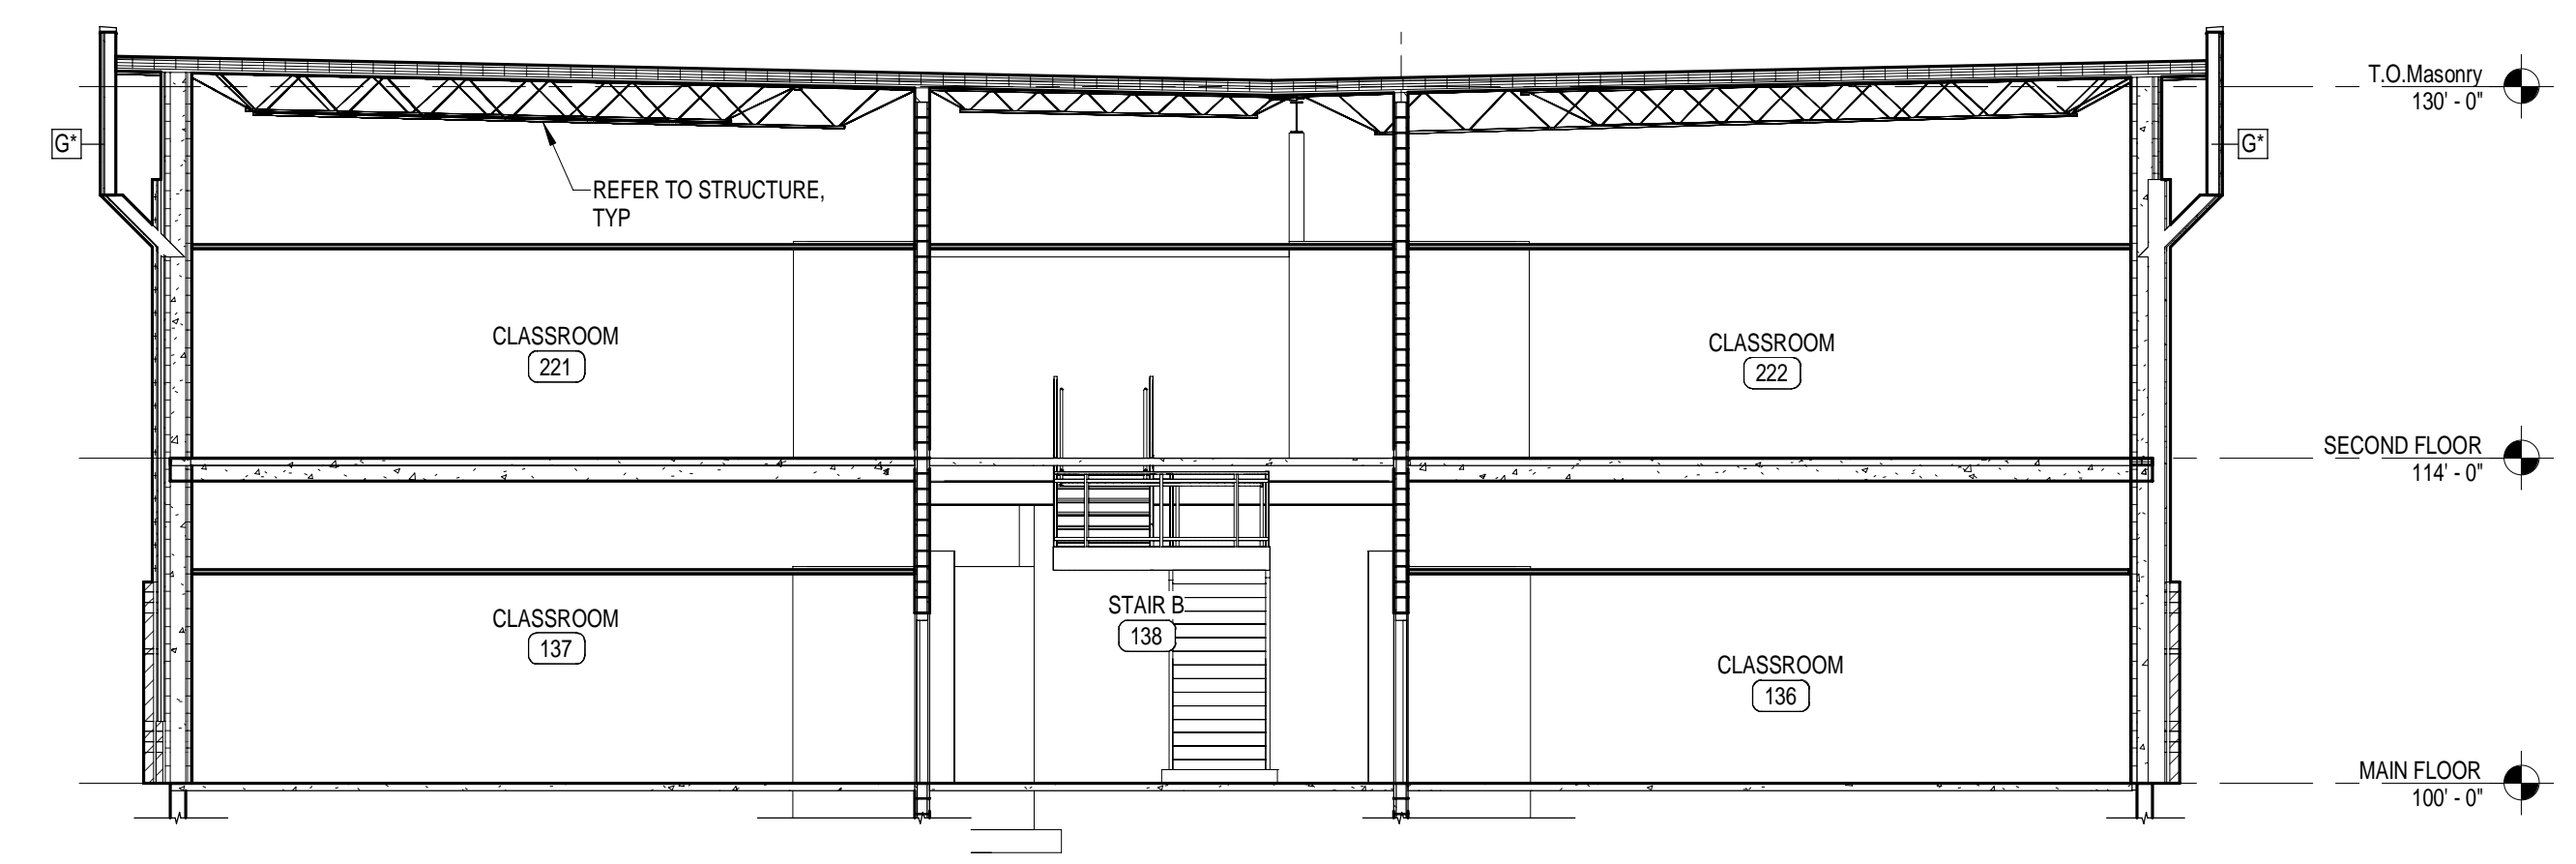 T.O.Masonry
130' - 0"
G*
G*
REFER TO STRUCTURE,
TYP
CLASSROOM
221
CLASSROOM
222
SECOND FLOOR
114' - 0"
CLASSROOM
137
STAIR B
138
CLASSROOM
136
MAIN FLOOR
100' - 0"